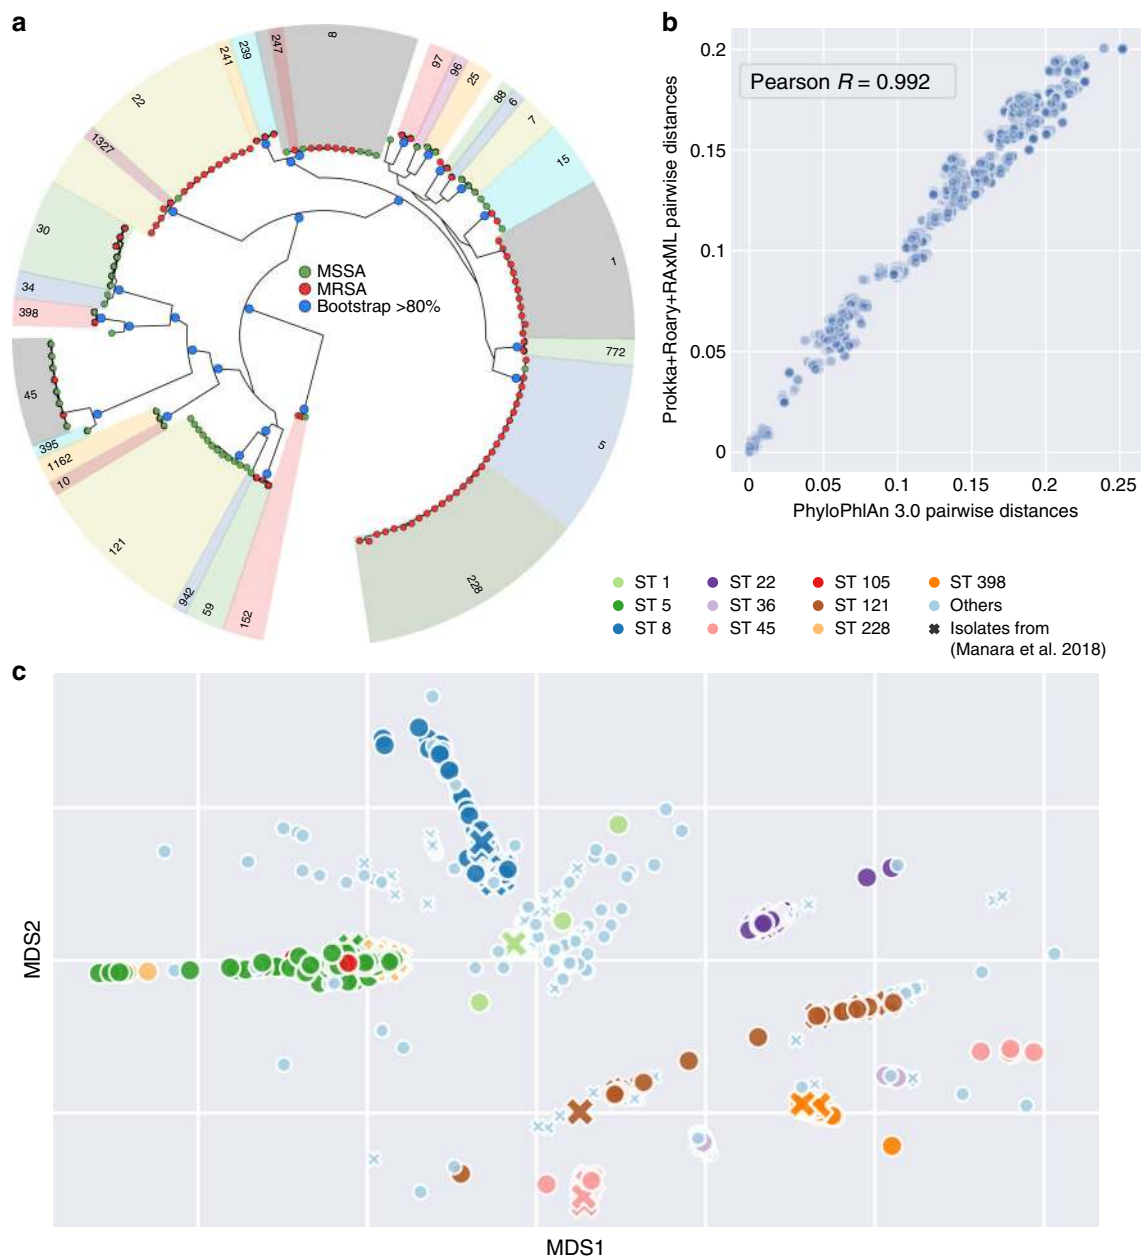 a
8
247
239
241
22
1327
30
34
398
45
395
1162
10
121
942
59
152
228
5
772
1
15
7
6
88
25
96
97
MSSA
MRSA
Bootstrap >80%
b
Pearson R = 0.992
0.2
0.15
0.1
0.05
0
0 0.05 0.1 0.15 0.2 0.25
Prokka+Roary+RAxML pairwise distances
PhyloPhlAn 3.0 pairwise distances
ST 1 ST 22 ST 105 ST 398
ST 5 ST 36 ST 121 Others
ST 8 ST 45 ST 228 Isolates from
(Manara et al. 2018)
c
MDS2
MDS1